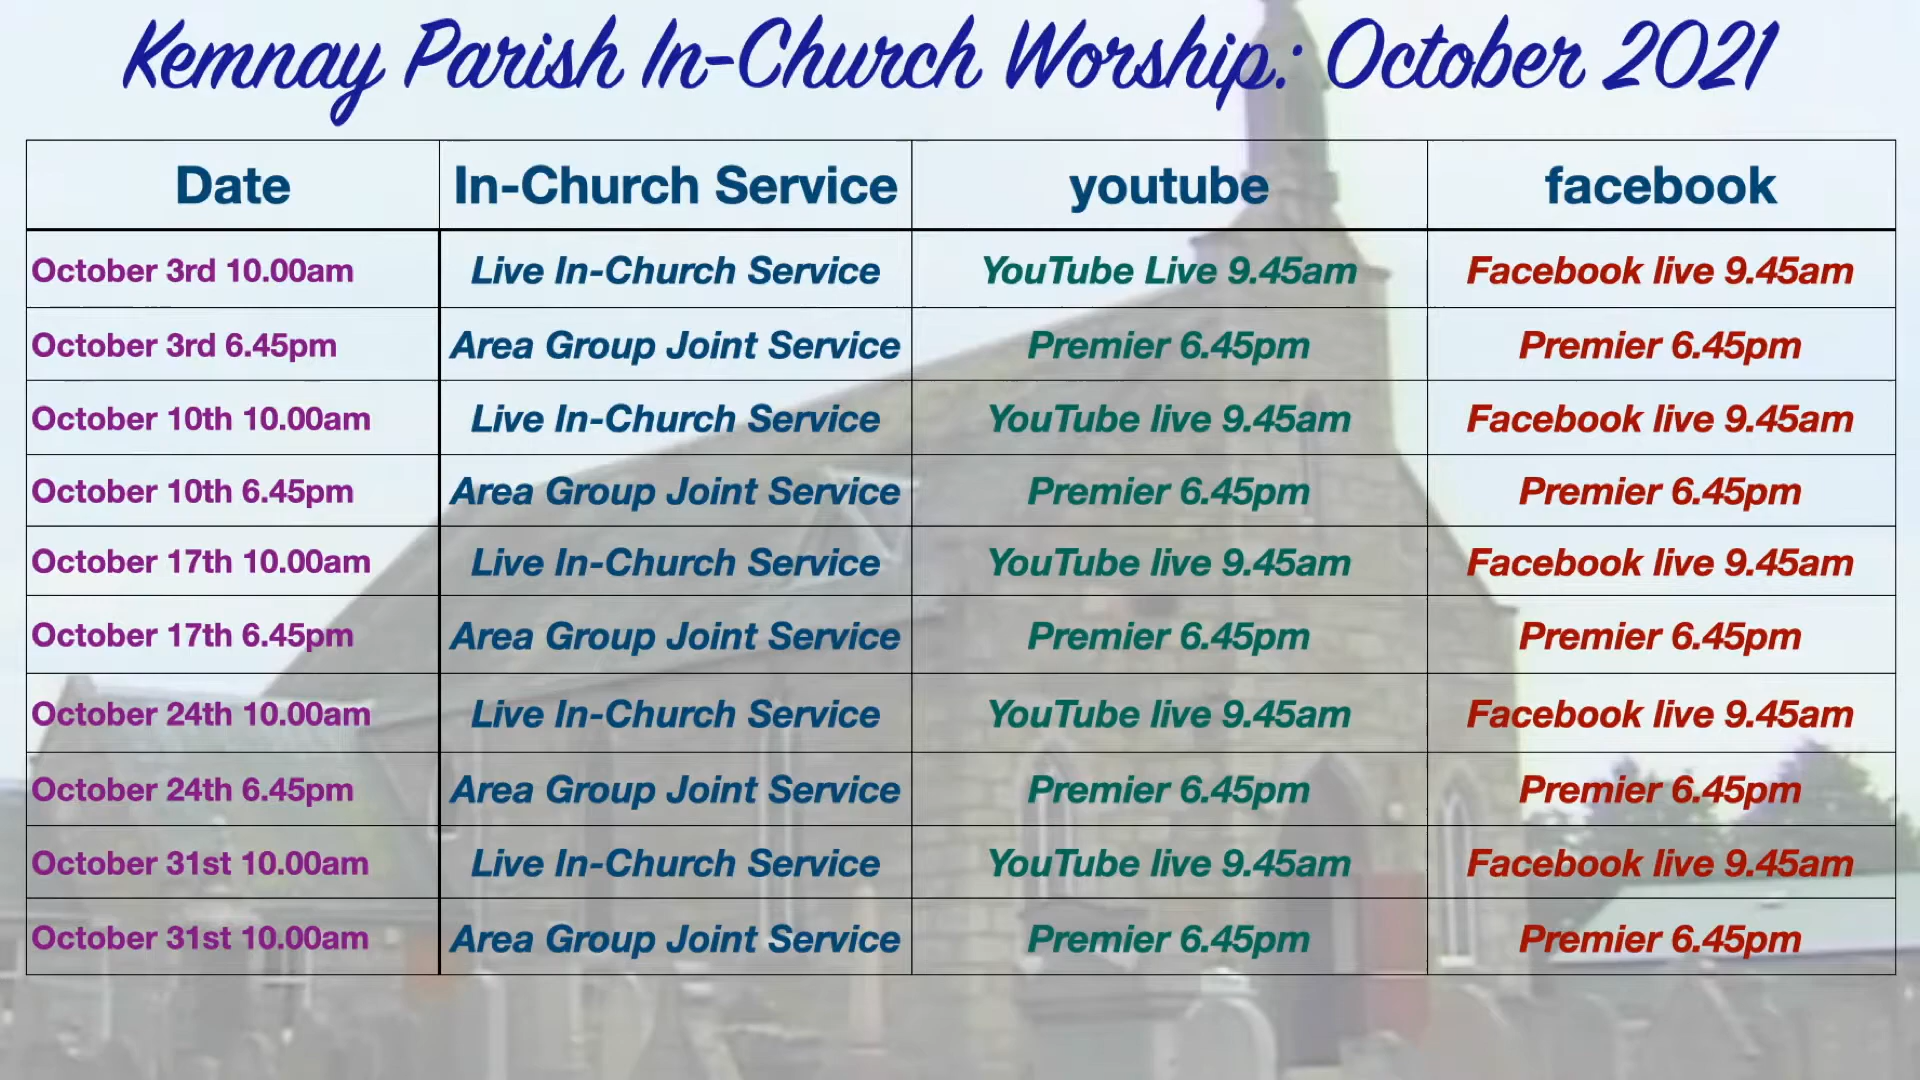 Kemnay Parish In-Church Worship: October 2021
Date In-Church Service youtube facebook
October 3rd 10.00am Live In-Church Service YouTube Live 9.45am Facebook live 9.45am
October 3rd 6.45pm Area Group Joint Service Premier 6.45pm Premier 6.45pm
October 10th 10.00am Live In-Church Service YouTube live 9.45am Facebook live 9.45am
October 10th 6.45pm Area Group Joint Service Premier 6.45pm Premier 6.45pm
October 17th 10.00am Live In-Church Service YouTube live 9.45am Facebook live 9.45am
October 17th 6.45pm Area Group Joint Service Premier 6.45pm Premier 6.45pm
October 24th 10.00am Live In-Church Service YouTube live 9.45am Facebook live 9.45am
October 24th 6.45pm Area Group Joint Service Premier 6.45pm Premier 6.45pm
October 31st 10.00am Live In-Church Service YouTube live 9.45am Facebook live 9.45am
October 31st 10.00am Area Group Joint Service Premier 6.45pm Premier 6.45pm